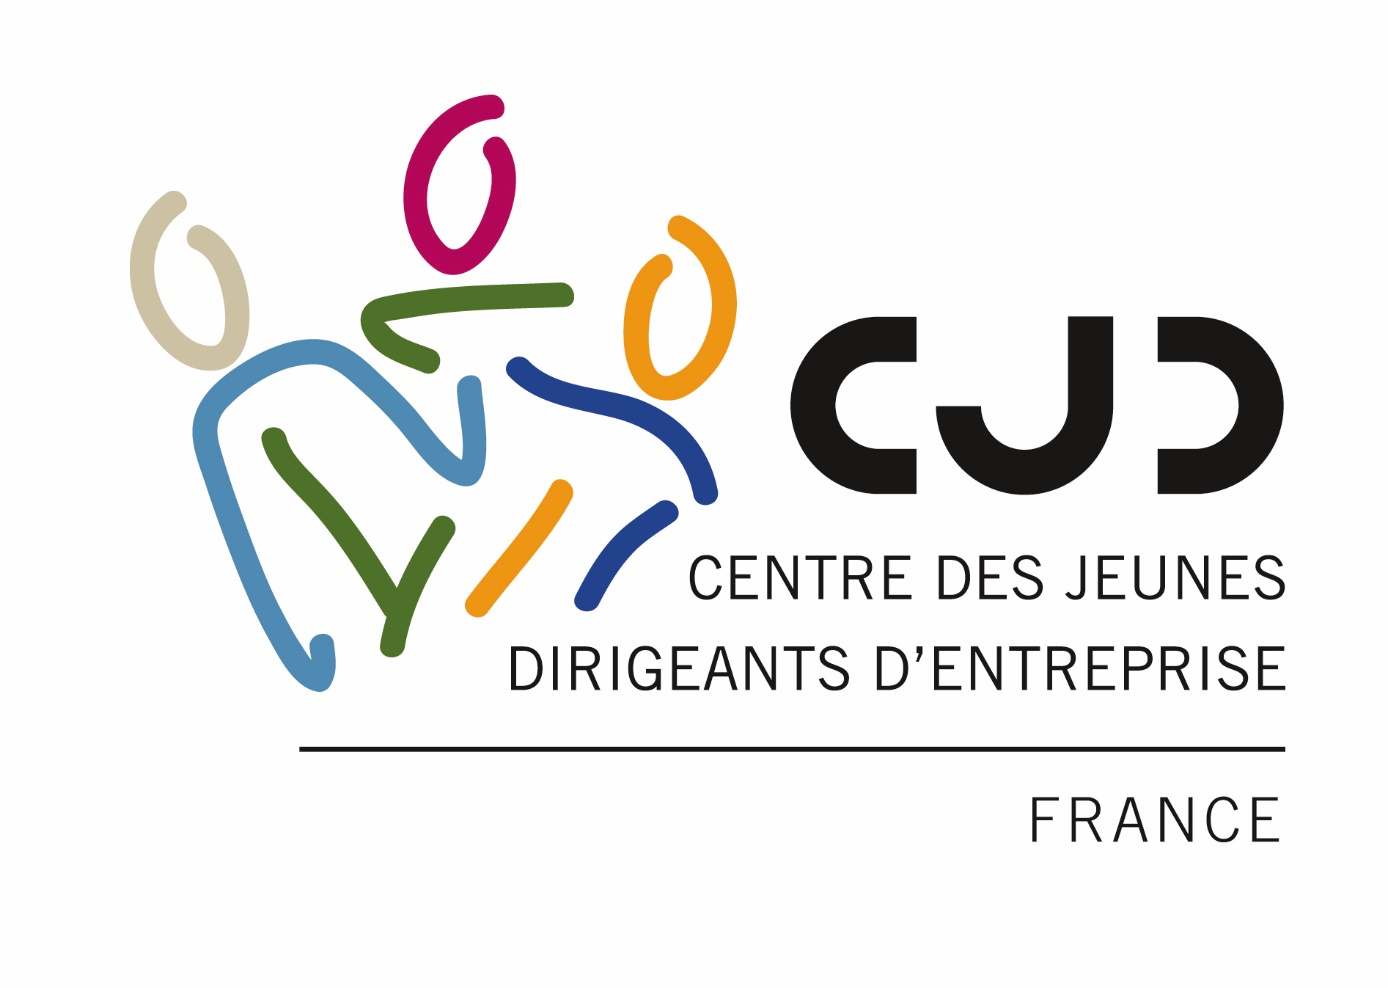 CJD
CENTRE DES JEUNES
DIRIGEANTS D’ENTREPRISE
FRANCE